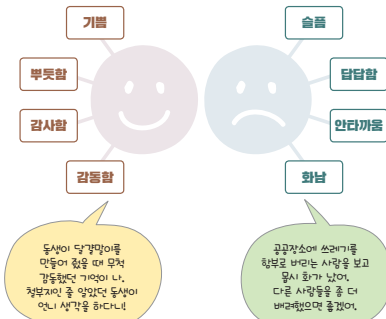 기쁨
뿌듯함
감사함
감동함
슬픔
답답함
안타까움
화남
동생이 달걀말이를
만들어 줬을 때 무척
감동했던 기억이 나.
철부지인 줄 알았던 동생이
언니 생각을 하다니!
공공장소에 쓰레기를
함부로 버리는 사람을 보고
몹시 화가 났어.
다른 사람들을 좀 더
배려했으면 좋겠어.